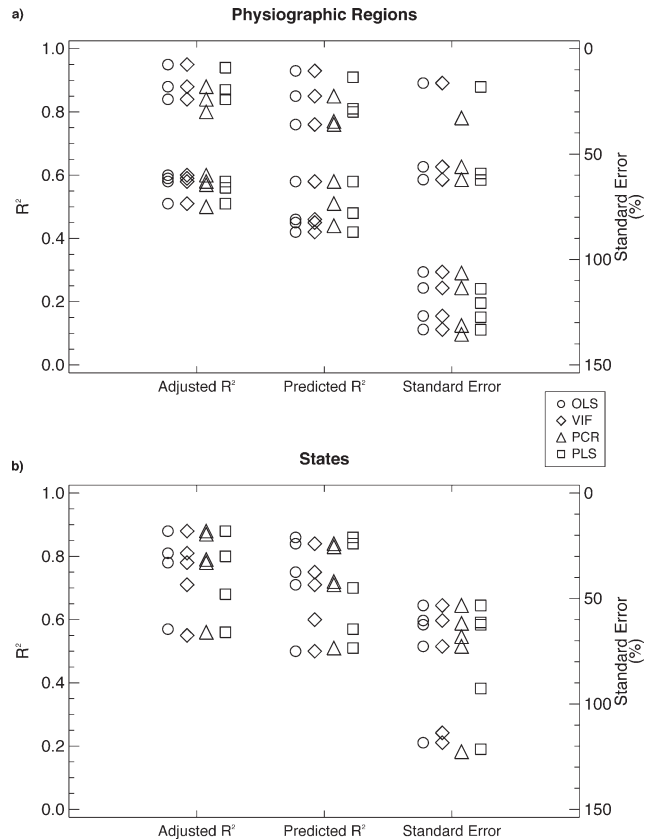 a)
Physiographic Regions
1.0
0.8
0.6
0.4
0.2
0.0
R²
0
50
100
150
Standard Error
(%)
Adjusted R²
Predicted R²
Standard Error
OLS
VIF
PCR
PLS
b)
States
1.0
0.8
0.6
0.4
0.2
0.0
R²
0
50
100
150
Standard Error
(%)
Adjusted R²
Predicted R²
Standard Error